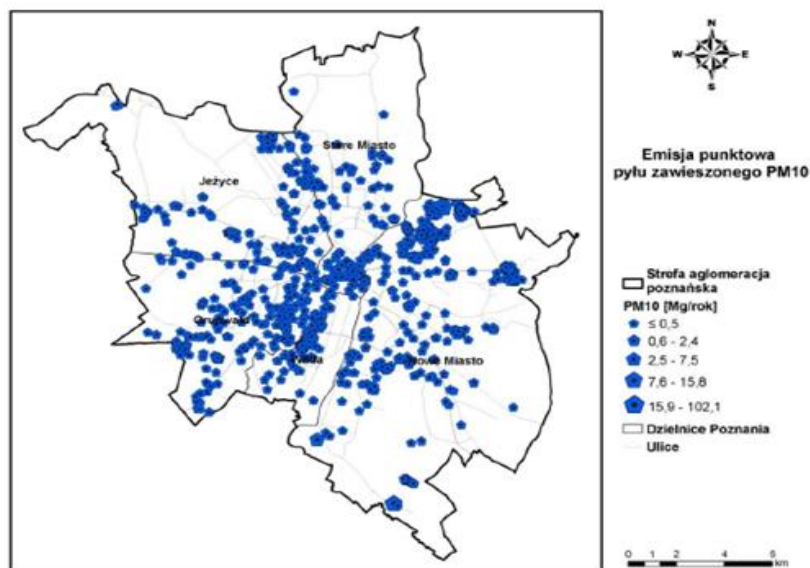 N
W E
S
Emisja punktowa
pyłu zawieszonego PM10
Stare Miasto
Jeżyce
Grunwald
Wilda
Nowe Miasto
Strefa aglomeracja
poznańska
PM10 [Mg/rok]
≤ 0,5
0,6 - 2,4
2,5 - 7,5
7,6 - 15,8
15,9 - 102,1
Dzielnice Poznania
Ulice
0 1 2 4 6
km